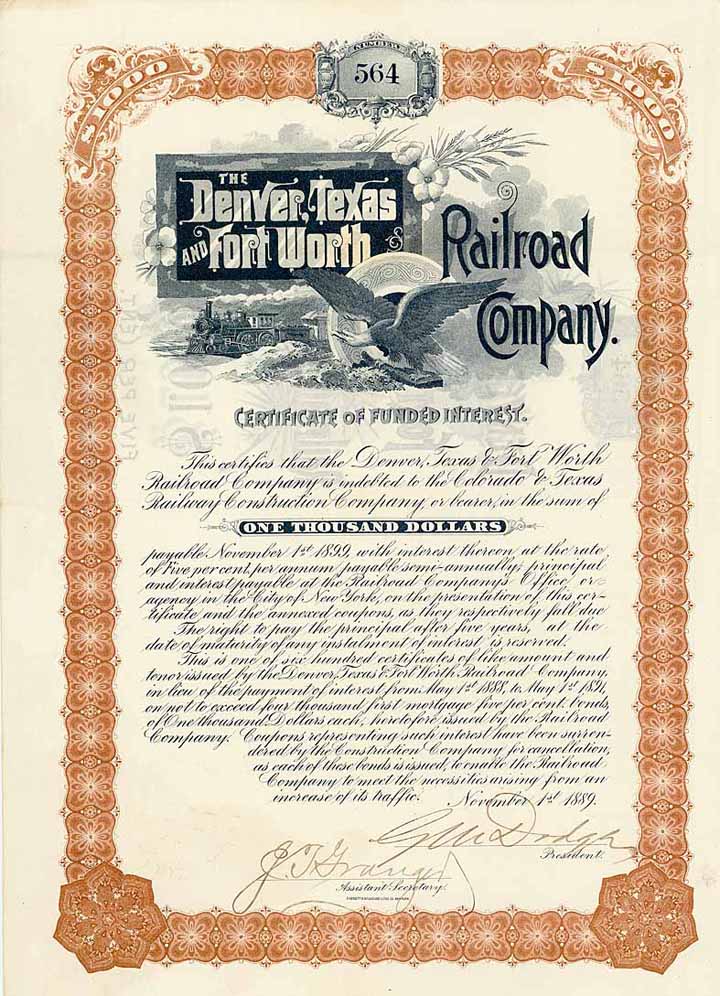 NUMBER
564
$1000
$1000
THE
Denver, Texas
AND Fort Worth
Railroad
Company.
CERTIFICATE OF FUNDED INTEREST.
This certifies that the Denver, Texas & Fort Worth
Railroad Company is indebted to the Colorado & Texas
Railway Construction Company, or bearer, in the sum of
ONE THOUSAND DOLLARS
payable November 1st 1899, with interest thereon at the rate
of Five per cent, per annum payable semi-annually; principal
and interest payable at the Railroad Company's Office, or
agency in the City of New York, on the presentation of this cer-
tificate and the annexed coupons, as they respectively fall due
The right to pay the principal after five years, at the
date of maturity of any instalment of interest is reserved.
This is one of six hundred certificates of like amount and
tenor issued by the Denver, Texas & Fort Worth Railroad Company,
in lieu of the payment of interest from May 1st 1888, to May 1st 1891,
on not to exceed four thousand first mortgage five per cent. bonds,
of One thousand Dollars each, heretofore issued by the Railroad
Company. Coupons representing such interest have been surren-
dered by the Construction Company for cancellation,
as each of these bonds is issued, to enable the Railroad
Company to meet the necessities arising from an
increase of its traffic. November 1st 1889.
G M Dodge
President.
J. T. Granger
Assistant Secretary.